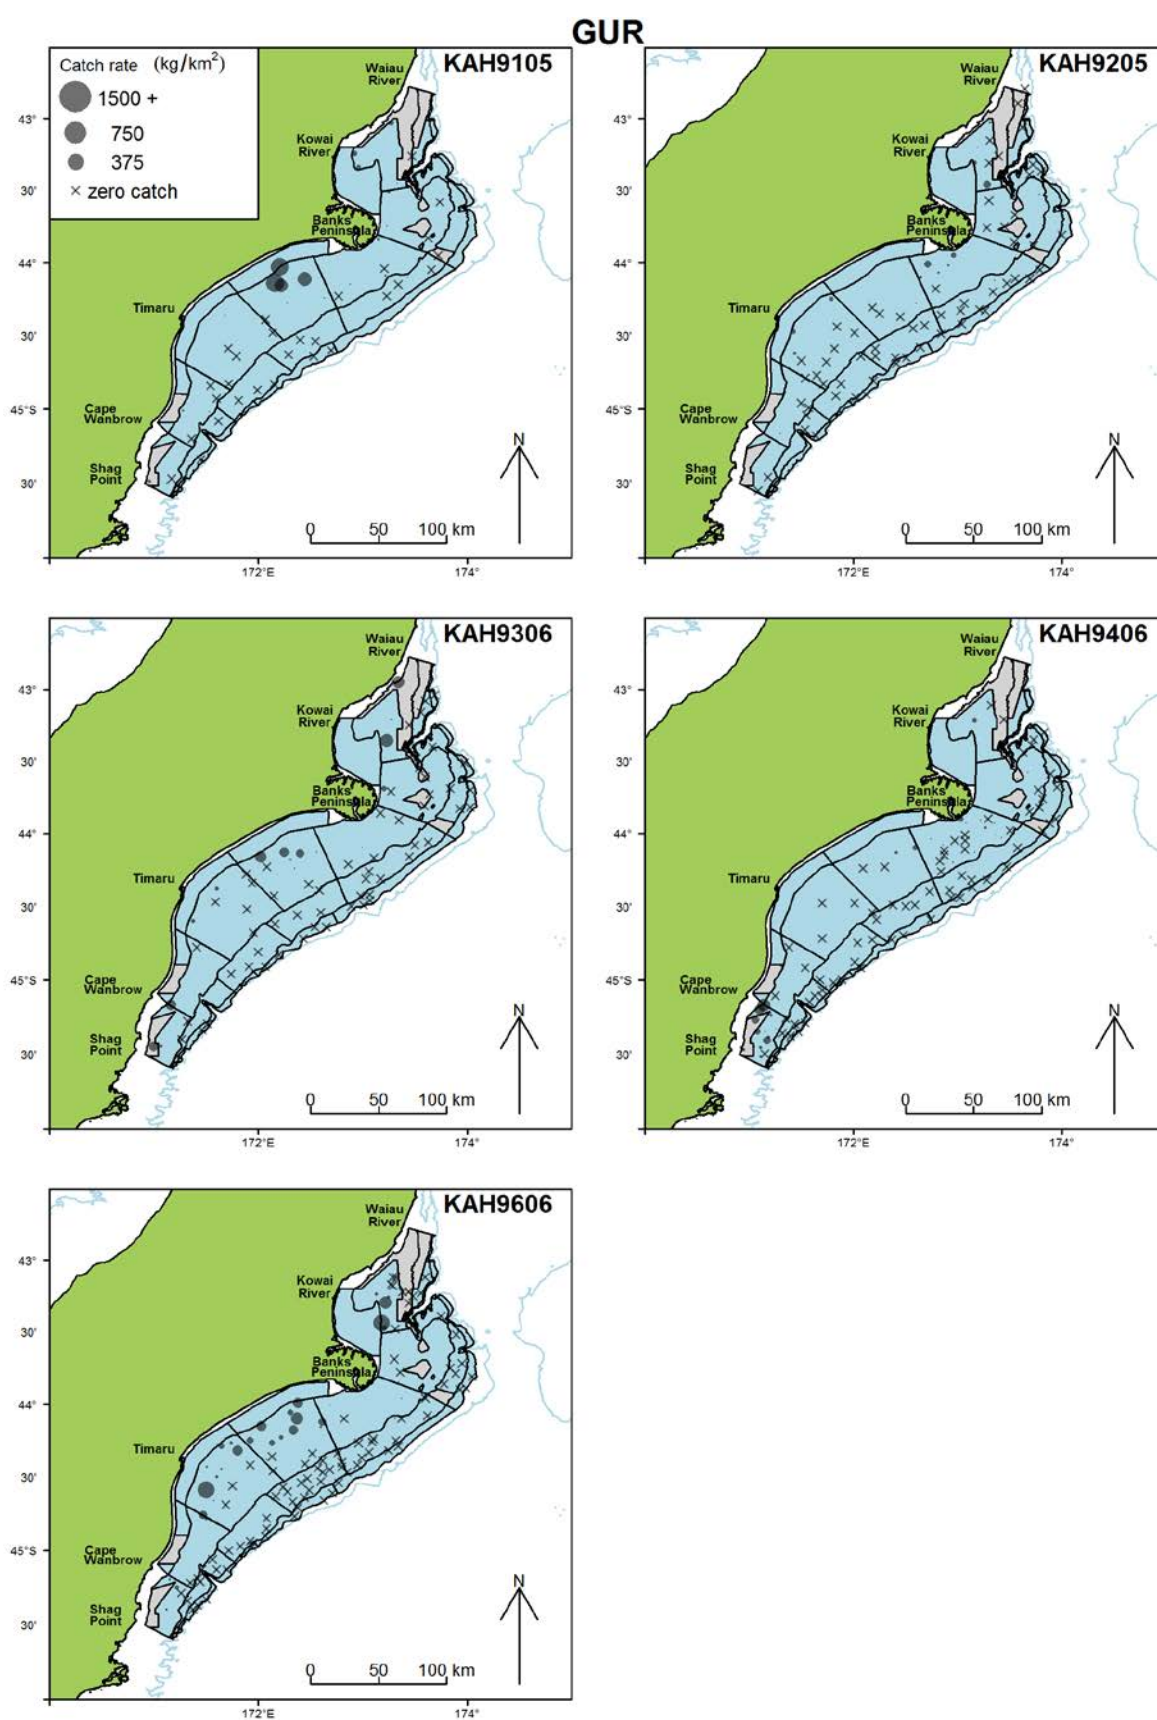 GUR
KAH9105
Catch rate (kg/km²)
1500 +
750
375
× zero catch
Waiau
River
Kowai
River
Banks
Peninsula
Timaru
Cape
Wanbrow
Shag
Point
43°
30'
44°
30'
45°S
30'
N
0 50 100 km
172°E 174°
KAH9205
Waiau
River
Kowai
River
Banks
Peninsula
Timaru
Cape
Wanbrow
Shag
Point
43°
30'
44°
30'
45°S
30'
N
0 50 100 km
172°E 174°
KAH9306
Waiau
River
Kowai
River
Banks
Peninsula
Timaru
Cape
Wanbrow
Shag
Point
43°
30'
44°
30'
45°S
30'
N
0 50 100 km
172°E 174°
KAH9406
Waiau
River
Kowai
River
Banks
Peninsula
Timaru
Cape
Wanbrow
Shag
Point
43°
30'
44°
30'
45°S
30'
N
0 50 100 km
172°E 174°
KAH9606
Waiau
River
Kowai
River
Banks
Peninsula
Timaru
Cape
Wanbrow
Shag
Point
43°
30'
44°
30'
45°S
30'
N
0 50 100 km
172°E 174°